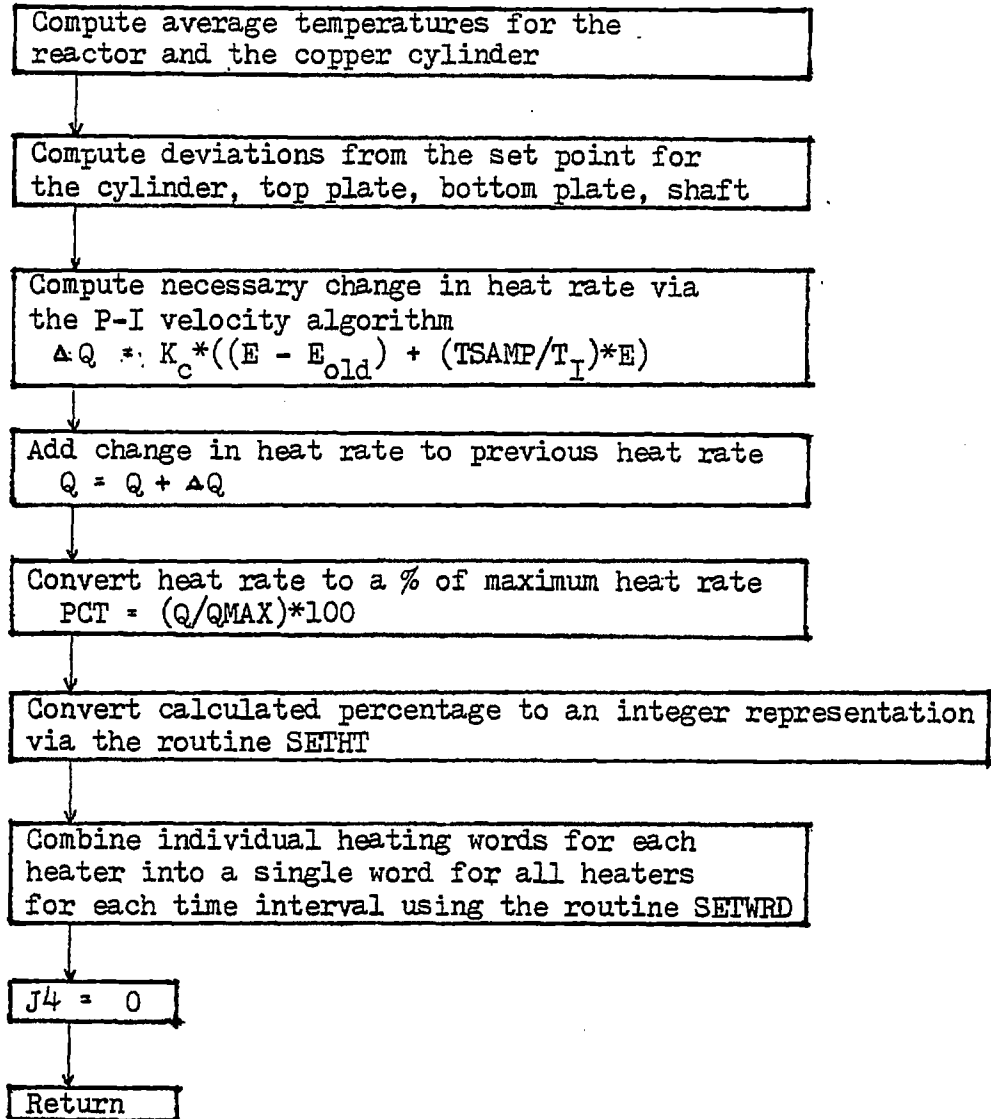 Compute average temperatures for the
reactor and the copper cylinder
Compute deviations from the set point for
the cylinder, top plate, bottom plate, shaft
Compute necessary change in heat rate via
the P-I velocity algorithm
ΔQ = K_c*((E - E_old) + (TSAMP/T_I)*E)
Add change in heat rate to previous heat rate
Q = Q + ΔQ
Convert heat rate to a % of maximum heat rate
PCT = (Q/QMAX)*100
Convert calculated percentage to an integer representation
via the routine SETHT
Combine individual heating words for each
heater into a single word for all heaters
for each time interval using the routine SETWRD
J4 = 0
Return